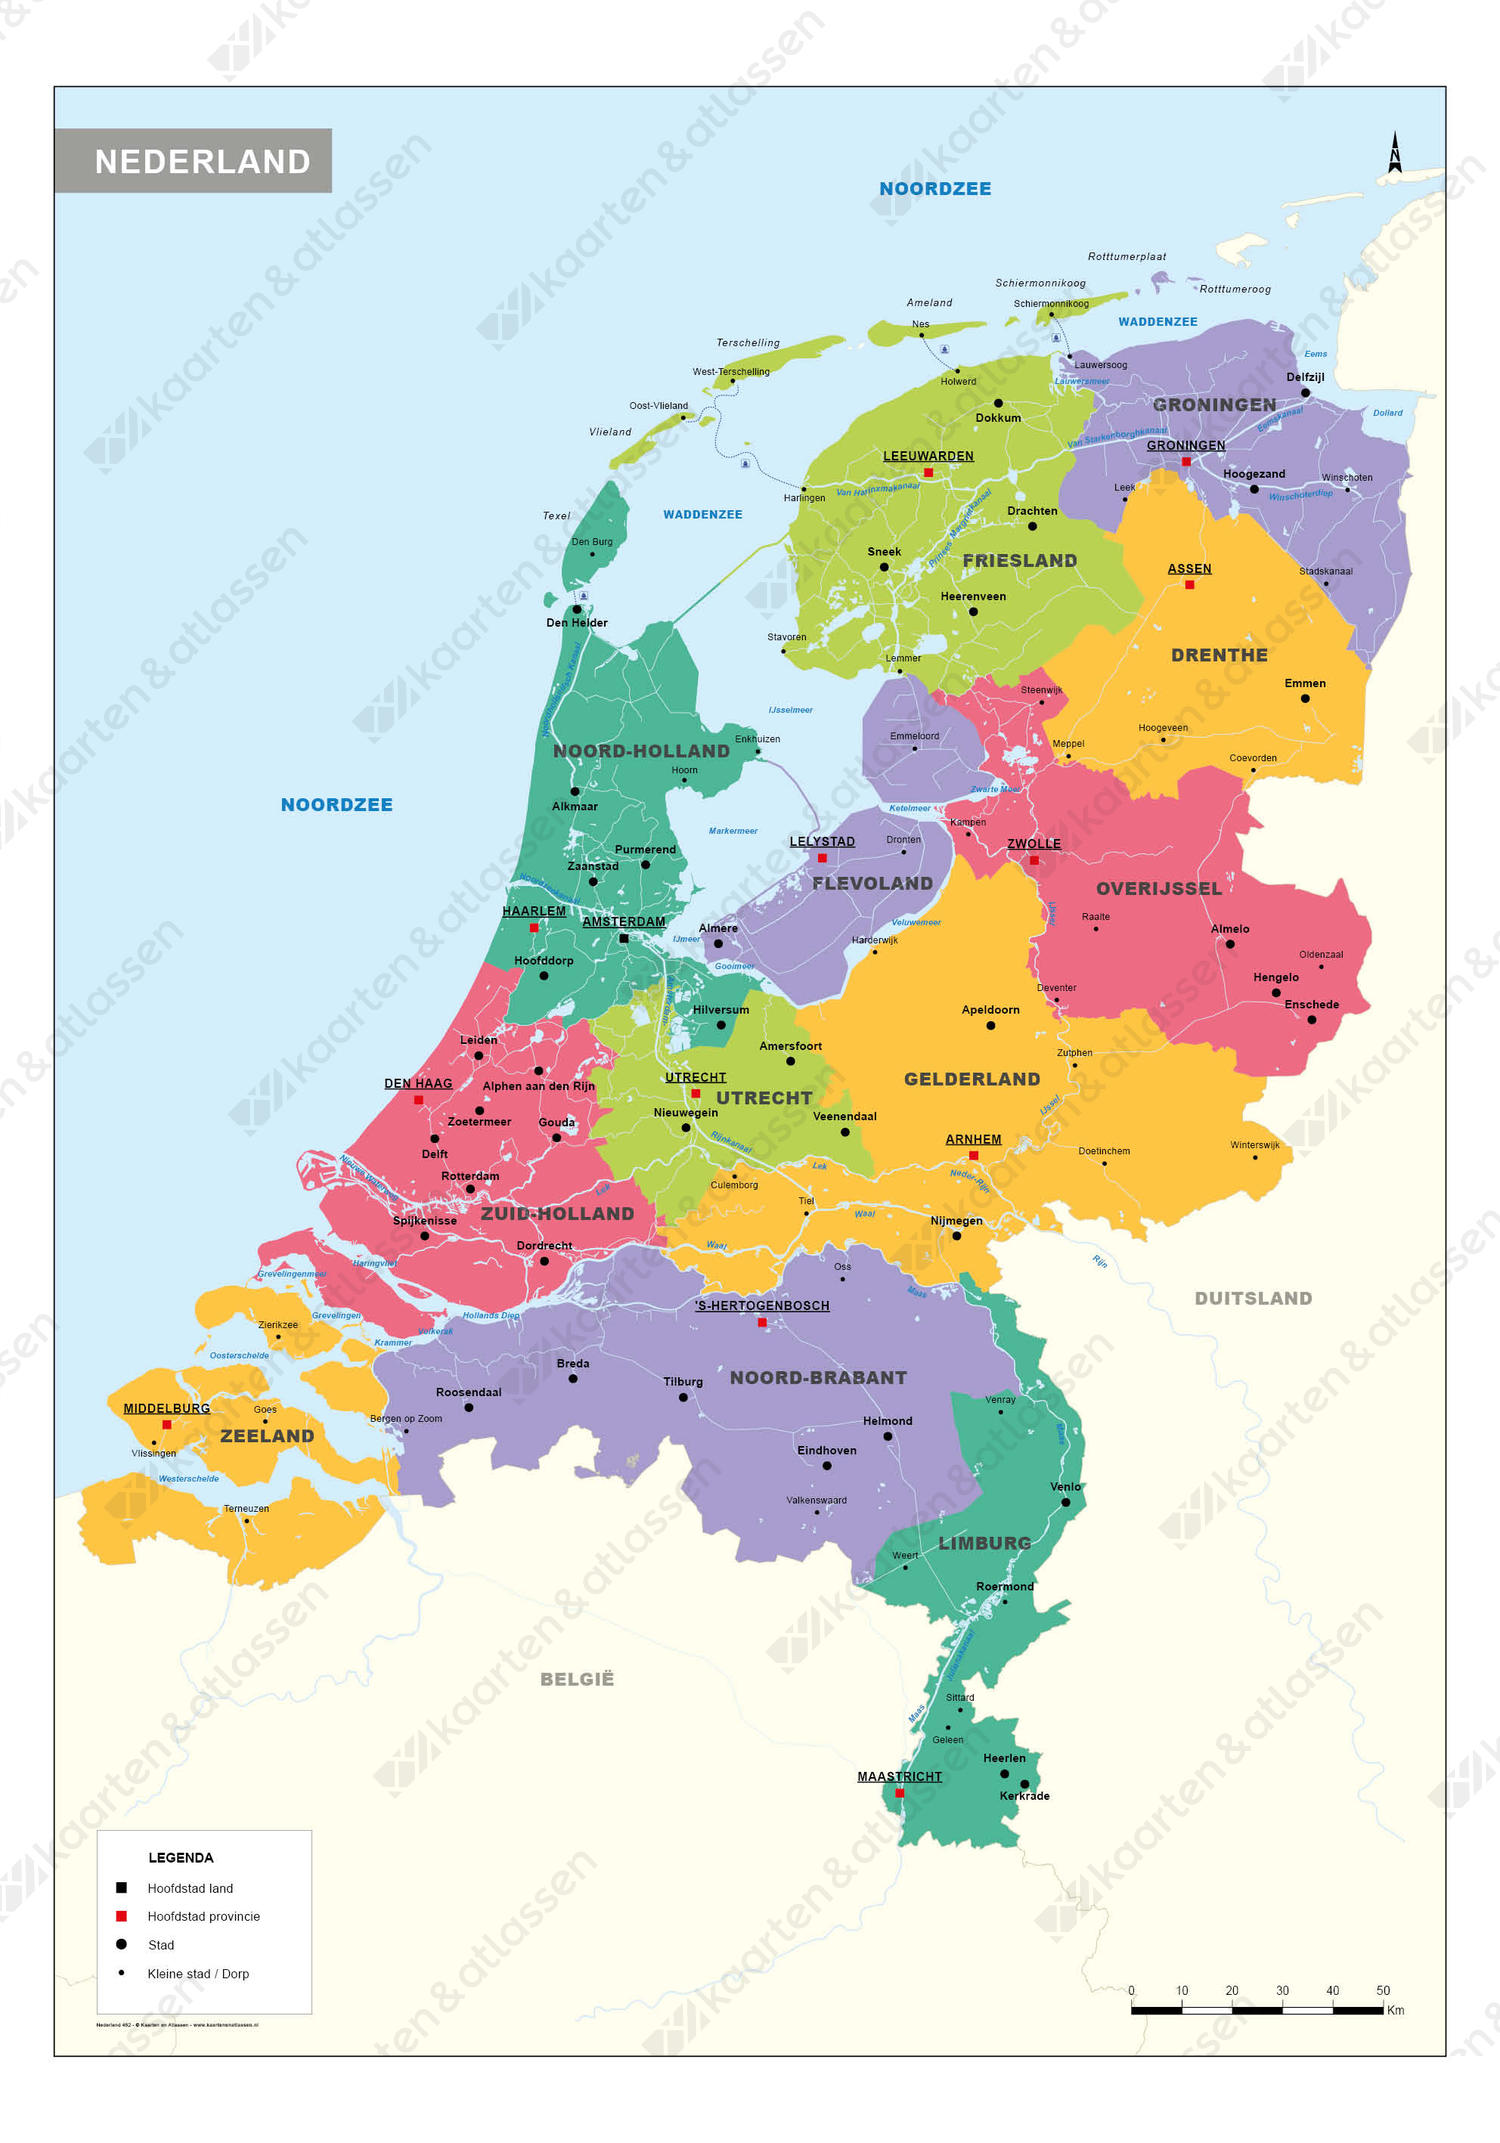 NEDERLAND
NOORDZEE
N
Rotttumerplaat
Rotttumeroog
Schiermonnikoog
Schiermonnikoog
Ameland
Nes
WADDENZEE
Terschelling
West-Terschelling
Holwerd
Lauwersoog
Lauwersmeer
Eems
Delfzijl
Oost-Vlieland
Vlieland
Dokkum
GRONINGEN
Eemskanaal
Dollard
Van Starkenborghkanaal
GRONINGEN
LEEUWARDEN
Hoogezand
Winschoten
Leek
Winschoterdiep
Harlingen
Van Harinxmakanaal
Prinses Margrietkanaal
Drachten
Texel
WADDENZEE
Den Burg
Sneek
FRIESLAND
ASSEN
Stadskanaal
Heerenveen
Den Helder
Stavoren
Lemmer
DRENTHE
Noordhollandsch Kanaal
Steenwijk
Emmen
IJsselmeer
Emmeloord
Hoogeveen
Meppel
Coevorden
NOORD-HOLLAND
Enkhuizen
Hoorn
NOORDZEE
Alkmaar
Zwarte Meer
Ketelmeer
Kampen
Markermeer
LELYSTAD
Dronten
ZWOLLE
Purmerend
Zaanstad
FLEVOLAND
OVERIJSSEL
Noordzeekanaal
HAARLEM
AMSTERDAM
Almere
Veluwemeer
IJssel
Raalte
Almelo
IJmeer
Harderwijk
Hoofddorp
Gooimeer
Oldenzaal
Hengelo
Deventer
Enschede
Hilversum
Apeldoorn
Leiden
Amersfoort
Zutphen
DEN HAAG
Alphen aan den Rijn
UTRECHT
UTRECHT
GELDERLAND
Zoetermeer
Gouda
Nieuwegein
Veenendaal
IJssel
Delft
Rijnkanaal
ARNHEM
Doetinchem
Winterswijk
Nieuwe Waterweg
Rotterdam
Lek
Culemborg
Lek
Neder-Rijn
Tiel
ZUID-HOLLAND
Waal
Spijkenisse
Nijmegen
Dordrecht
Waal
Rijn
Haringvliet
Grevelingenmeer
Oss
Maas
DUITSLAND
Grevelingen
Hollands Diep
'S-HERTOGENBOSCH
Zierikzee
Volkerak
Krammer
Oosterschelde
Breda
NOORD-BRABANT
Roosendaal
Tilburg
MIDDELBURG
Goes
Bergen op Zoom
Venray
Maas
ZEELAND
Helmond
Vlissingen
Eindhoven
Westerschelde
Venlo
Terneuzen
Valkenswaard
LIMBURG
Weert
Roermond
Julianakanaal
BELGIË
Sittard
Maas
Geleen
Heerlen
MAASTRICHT
Kerkrade
LEGENDA
Hoofdstad land
Hoofdstad provincie
Stad
Kleine stad / Dorp
0 10 20 30 40 50
Km
Nederland 492 - © Kaarten en Atlassen - www.kaartenenatlassen.nl
kaarten&atlassen